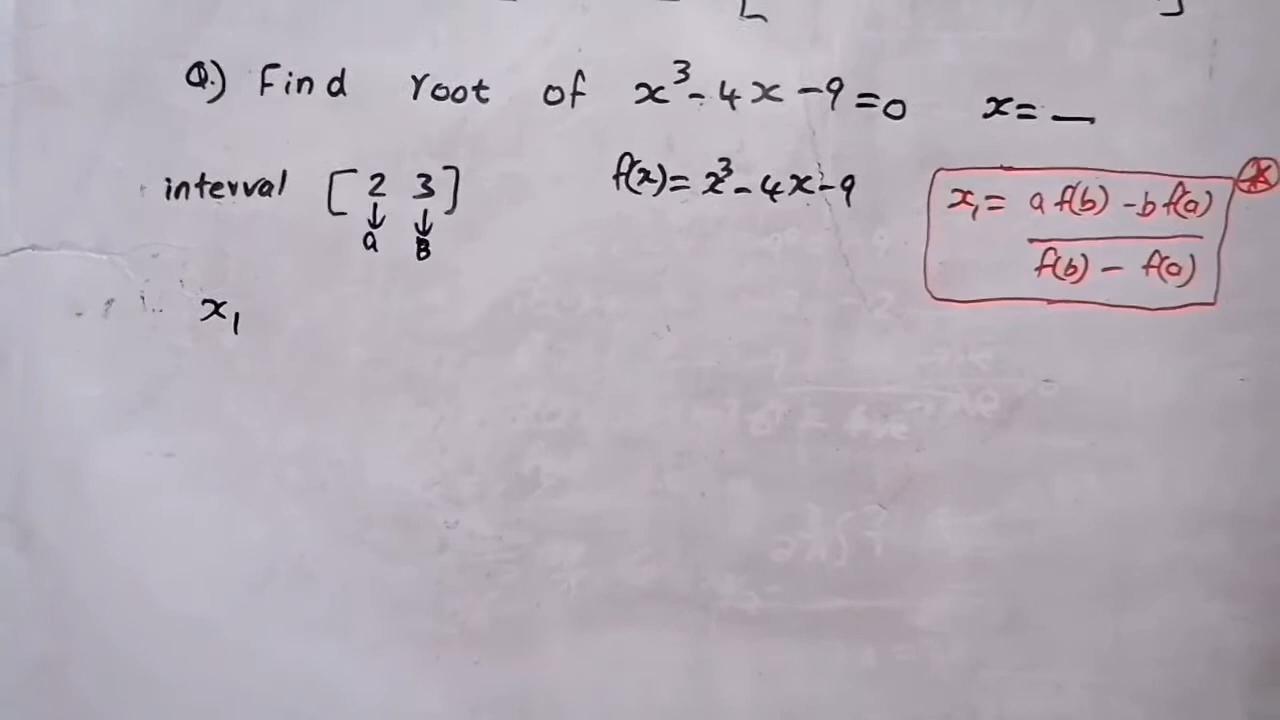 Q.) Find root of x³ - 4x - 9 = 0 x = __
interval [2 3] f(x) = x³ - 4x - 9
a B
x₁ = a f(b) - b f(a)
f(b) - f(a)
x₁